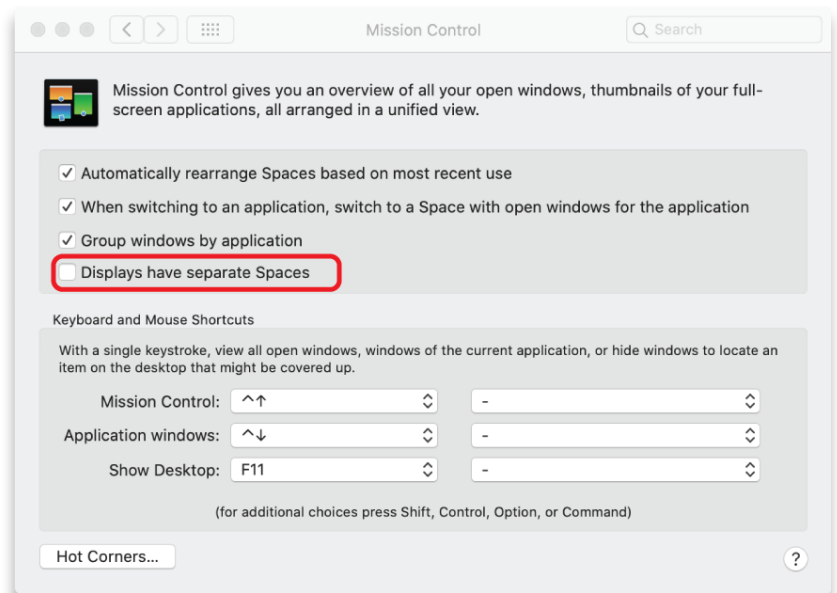 Mission Control
Search
Mission Control gives you an overview of all your open windows, thumbnails of your full-
screen applications, all arranged in a unified view.
Automatically rearrange Spaces based on most recent use
When switching to an application, switch to a Space with open windows for the application
Group windows by application
Displays have separate Spaces
Keyboard and Mouse Shortcuts
With a single keystroke, view all open windows, windows of the current application, or hide windows to locate an
item on the desktop that might be covered up.
Mission Control: ^↑ -
Application windows: ^↓ -
Show Desktop: F11 -
(for additional choices press Shift, Control, Option, or Command)
Hot Corners... ?